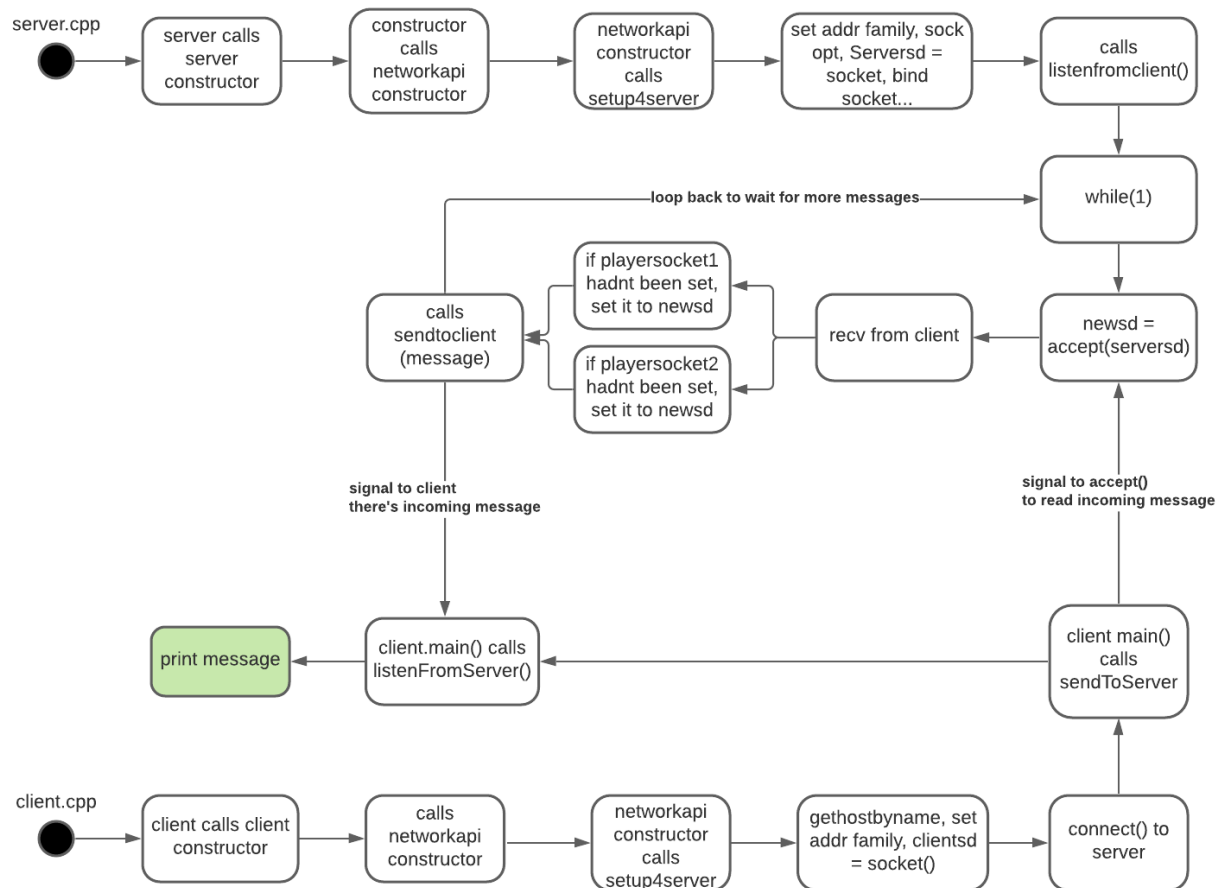 server.cpp
server calls
server
constructor
constructor
calls
networkapi
constructor
networkapi
constructor
calls
setup4server
set addr family, sock
opt, Serversd =
socket, bind
socket...
calls
listenfromclient()
while(1)
loop back to wait for more messages
newsd =
accept(serversd)
recv from client
if playersocket1
hadnt been set,
set it to newsd
if playersocket2
hadnt been set,
set it to newsd
calls
sendtoclient
(message)
signal to client
there's incoming message
signal to accept()
to read incoming message
print message
client.main() calls
listenFromServer()
client main()
calls
sendToServer
client.cpp
client calls client
constructor
calls
networkapi
constructor
networkapi
constructor
calls
setup4server
gethostbyname, set
addr family, clientsd
= socket()
connect() to
server